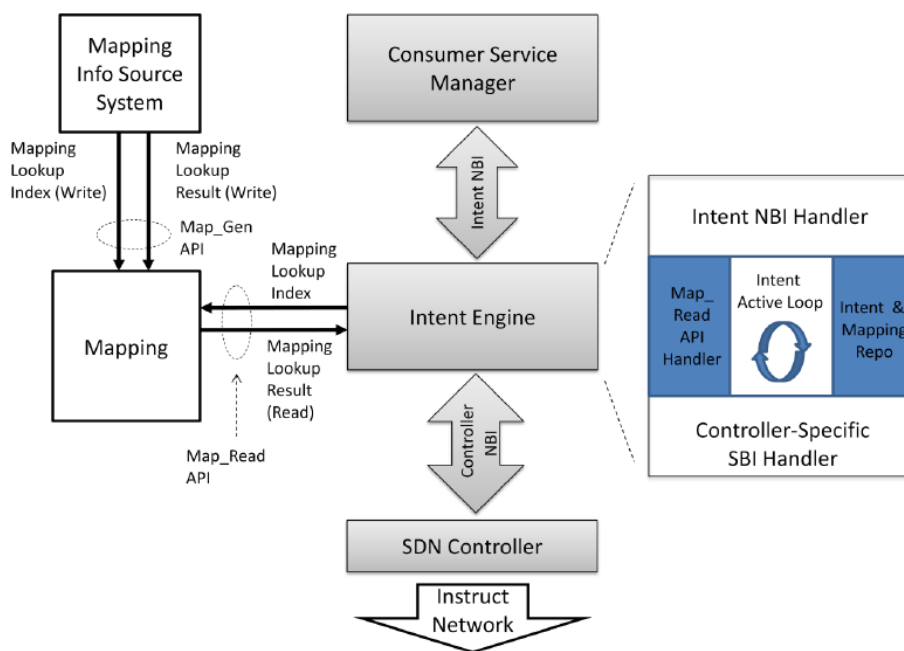 Mapping
Info Source
System
Consumer Service
Manager
Mapping
Lookup
Index (Write)
Mapping
Lookup
Result (Write)
Map_Gen
API
Intent NBI
Mapping
Lookup
Index
Mapping
Intent Engine
Mapping
Lookup
Result
(Read)
Map_Read
API
Controller
NBI
SDN Controller
Instruct
Network
Intent NBI Handler
Map_
Read
API
Handler
Intent
Active Loop
Intent &
Mapping
Repo
Controller-Specific
SBI Handler